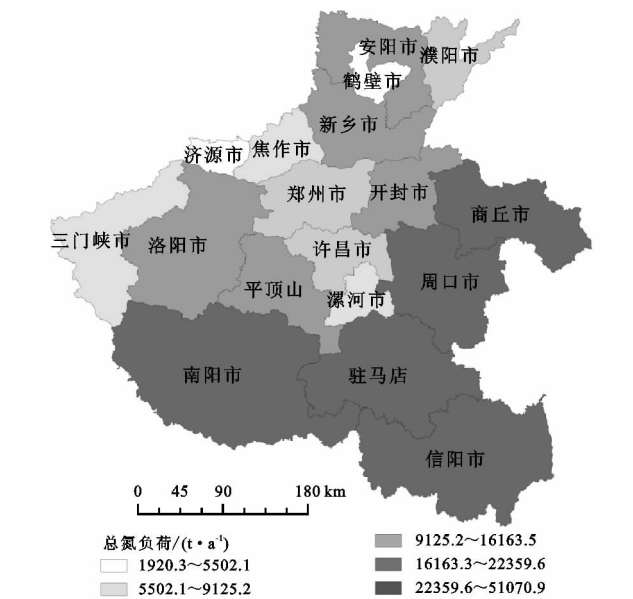 安阳市
濮阳市
鹤壁市
新乡市
济源市
焦作市
郑州市
开封市
商丘市
三门峡市
洛阳市
许昌市
平顶山
漯河市
周口市
南阳市
驻马店
信阳市
0 45 90 180 km
总氮负荷/(t·a⁻¹)
1920.3～5502.1
5502.1～9125.2
9125.2～16163.5
16163.3～22359.6
22359.6～51070.9